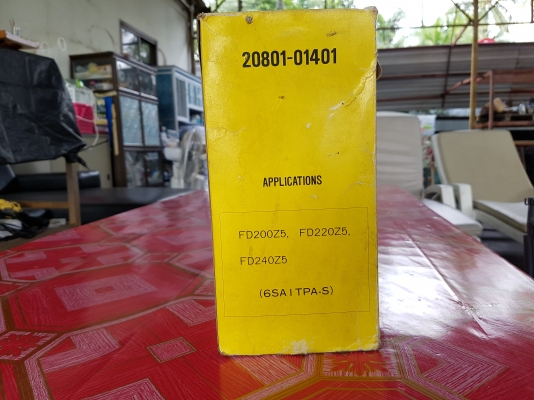 20801-01401
APPLICATIONS
FD200Z5, FD220Z5,
FD240Z5
(6SA1TPA-S)